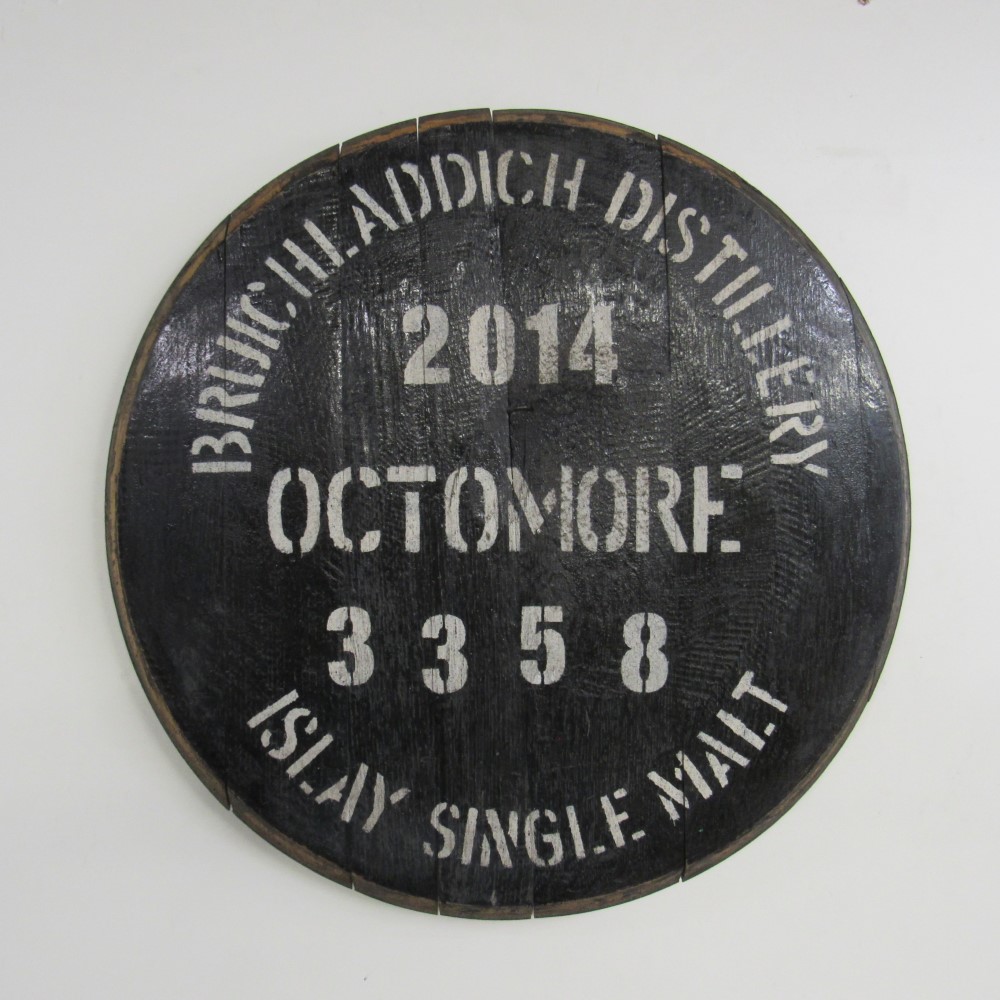 BRUICHLADDICH DISTILLERY
2014
OCTOMORE
3358
ISLAY SINGLE MALT